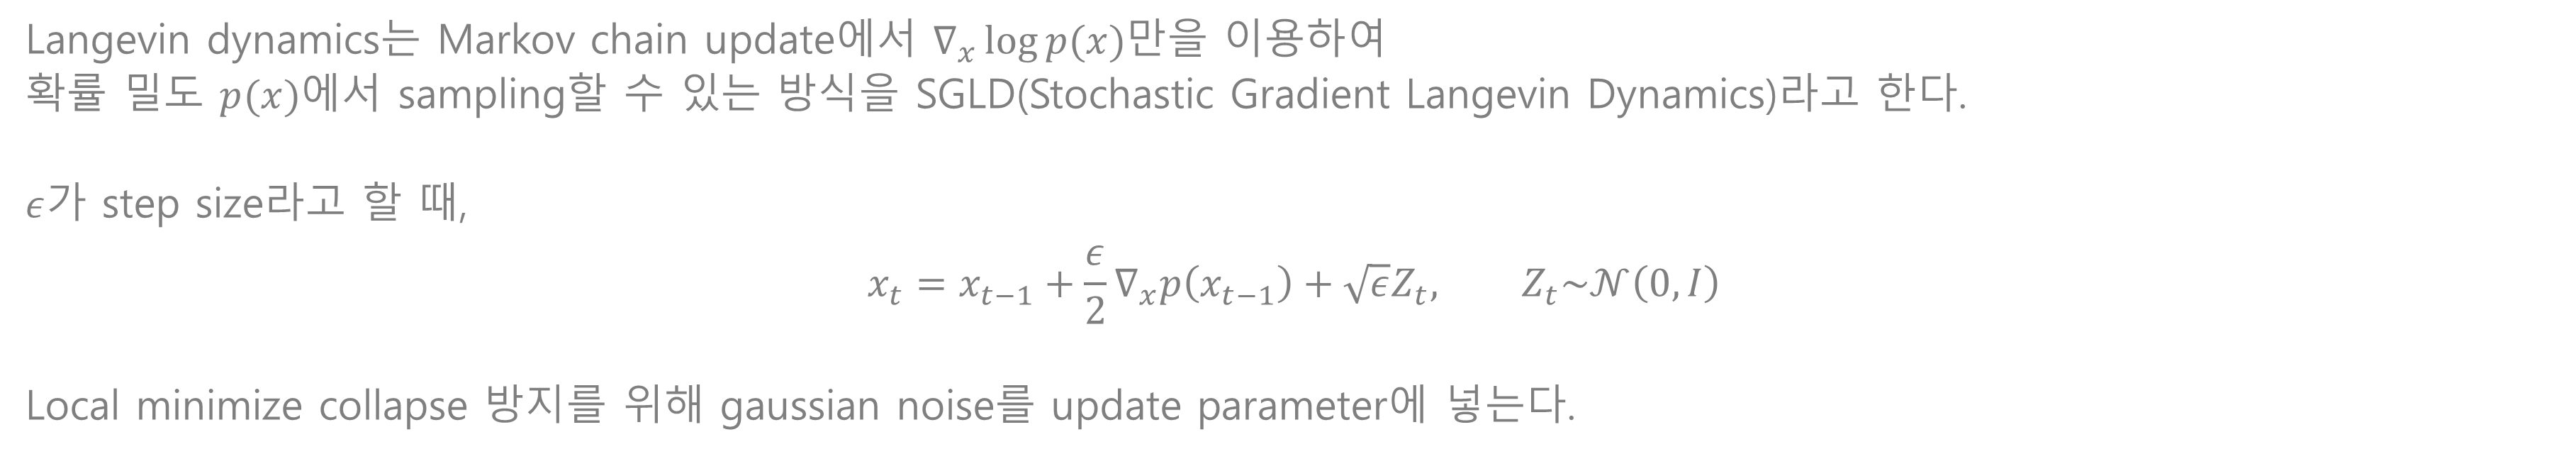 Langevin dynamics는 Markov chain update에서 ∇ₓ log p(x)만을 이용하여
확률 밀도 p(x)에서 sampling할 수 있는 방식을 SGLD(Stochastic Gradient Langevin Dynamics)라고 한다.
ϵ가 step size라고 할 때,
xₜ = xₜ₋₁ + ϵ/2 ∇ₓp(xₜ₋₁) + √ϵZₜ, Zₜ~𝒩(0, I)
Local minimize collapse 방지를 위해 gaussian noise를 update parameter에 넣는다.